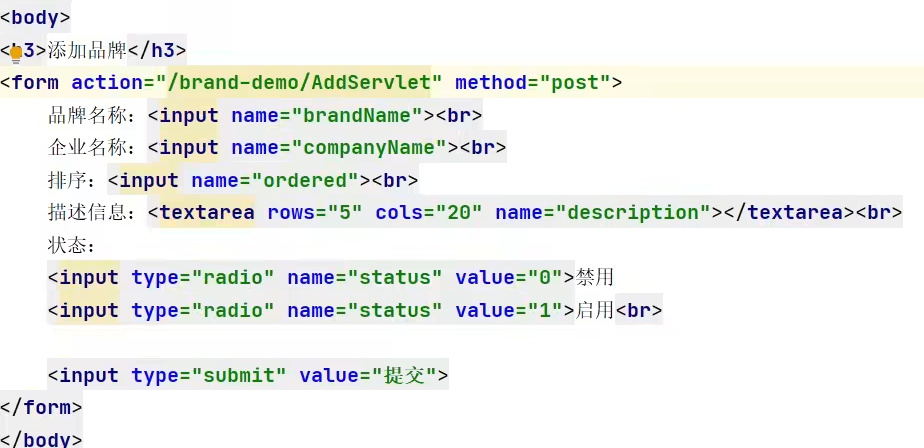 <body>
<h3>添加品牌</h3>
<form action="/brand-demo/AddServlet" method="post">
品牌名称：<input name="brandName"><br>
企业名称：<input name="companyName"><br>
排序：<input name="ordered"><br>
描述信息：<textarea rows="5" cols="20" name="description"></textarea><br>
状态：
<input type="radio" name="status" value="0">禁用
<input type="radio" name="status" value="1">启用<br>
<input type="submit" value="提交">
</form>
</body>